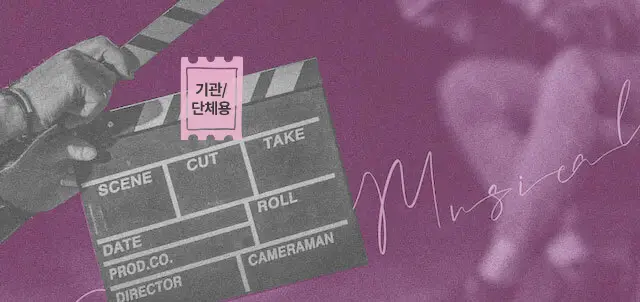 기관/
단체용
SCENE
CUT
TAKE
ROLL
DATE
PROD.CO.
CAMERAMAN
DIRECTOR
Musical